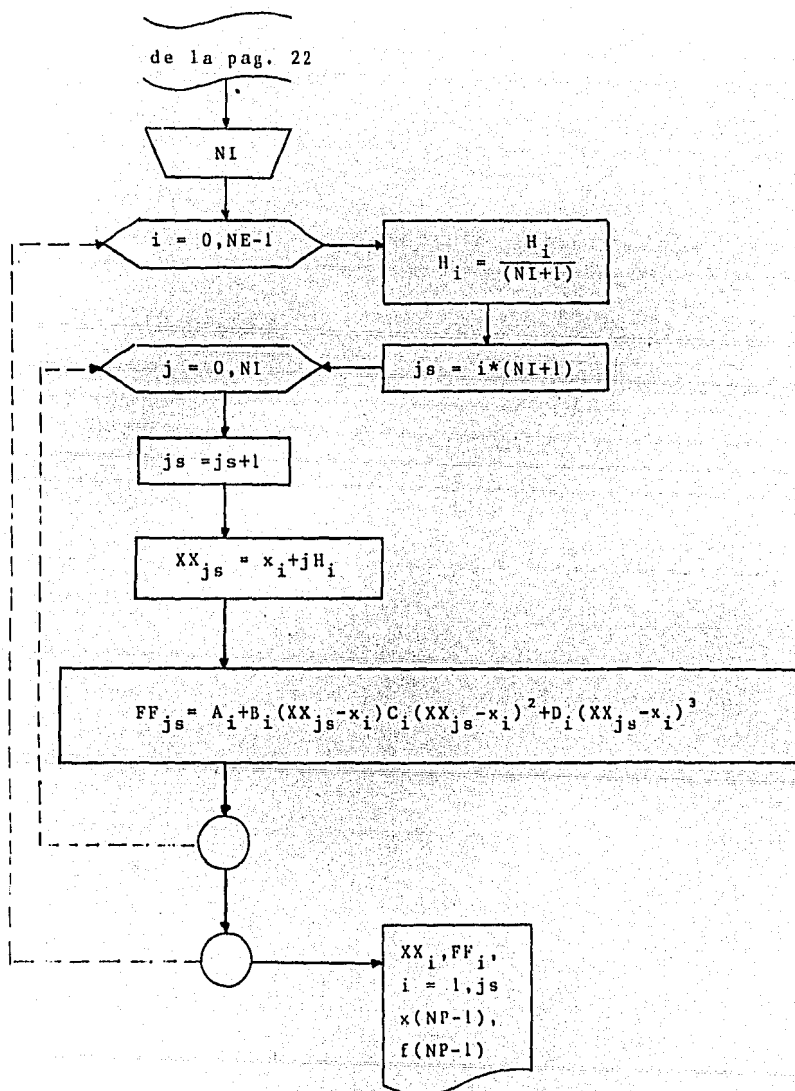 de la pag. 22
NI
i = 0,NE-1
H_i = H_i / (NI+1)
js = i*(NI+1)
j = 0,NI
js =js+1
XX_js = x_i+jH_i
FF_js= A_i+B_i(XX_js-x_i)C_i(XX_js-x_i)^2+D_i(XX_js-x_i)^3
XX_i,FF_i,
i = 1,js
x(NP-1),
f(NP-1)